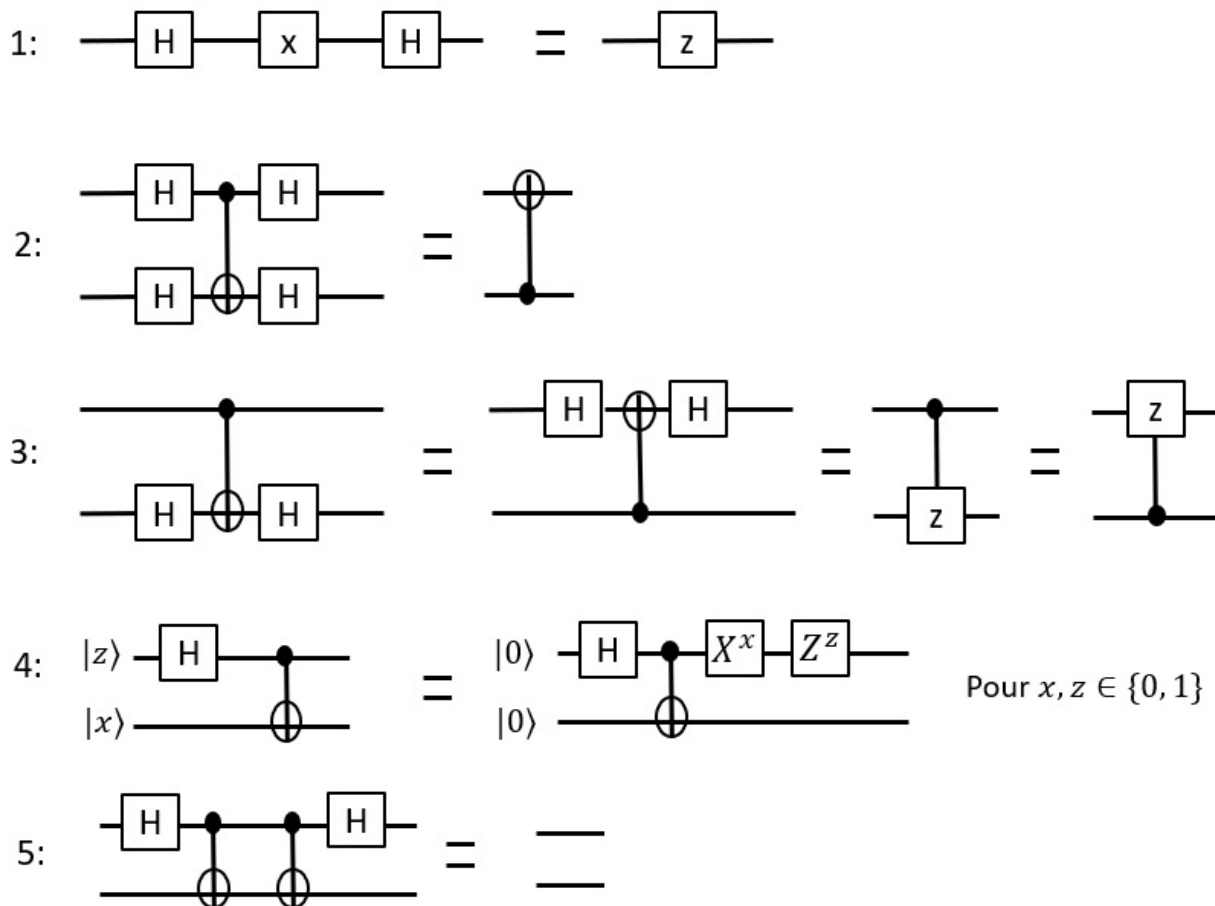 1: H x H = z
2: H H = H H
3: H H = H H = z = z
4: |z⟩ H = |0⟩ H X^x Z^z Pour x, z ∈ {0, 1}
|x⟩ |0⟩
5: H H =